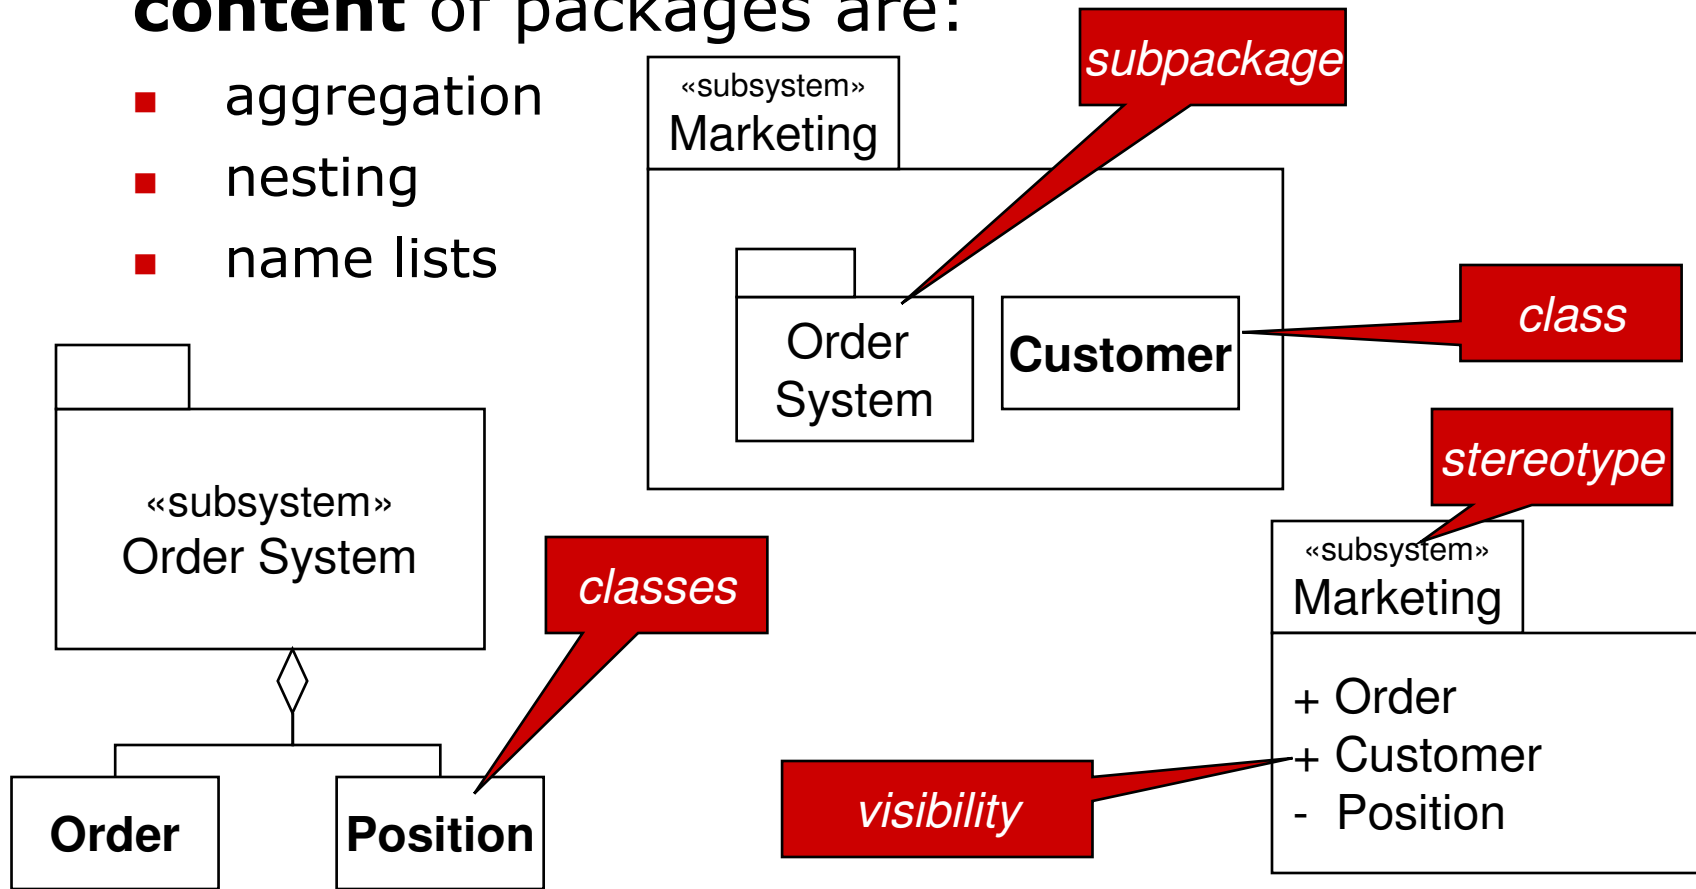 content of packages are:
aggregation
nesting
name lists
«subsystem»
Marketing
subpackage
Order
System
Customer
class
«subsystem»
Order System
classes
Order
Position
stereotype
«subsystem»
Marketing
+ Order
+ Customer
- Position
visibility